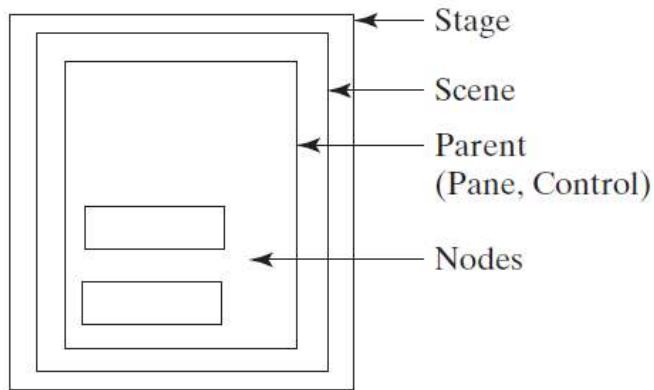 Stage
Scene
Parent
(Pane, Control)
Nodes